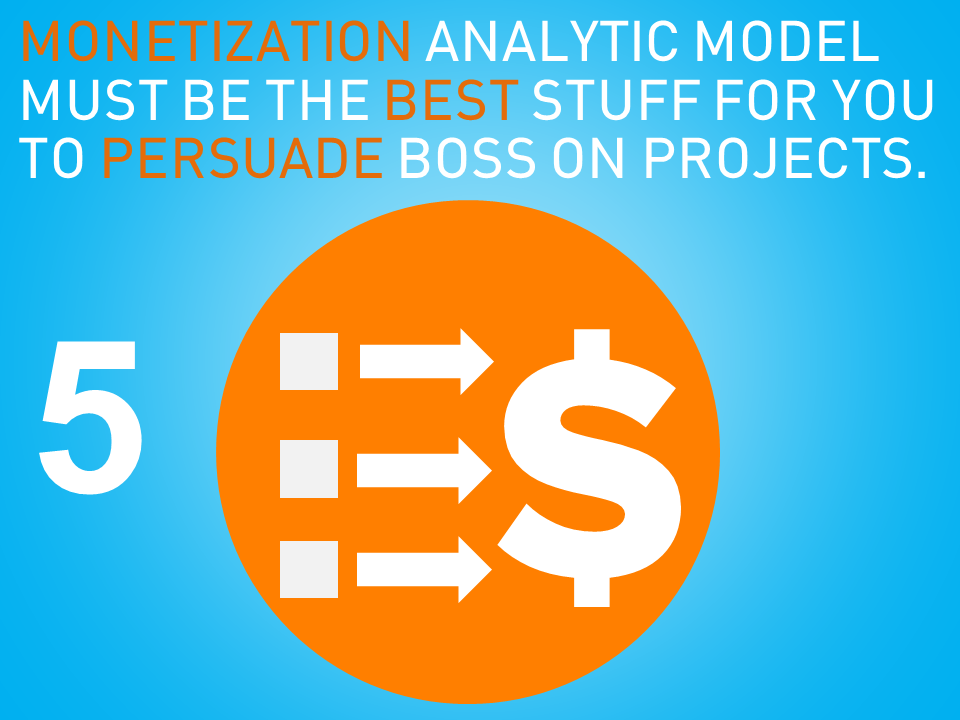 MONETIZATION ANALYTIC MODEL
MUST BE THE BEST STUFF FOR YOU
TO PERSUADE BOSS ON PROJECTS.
5
$